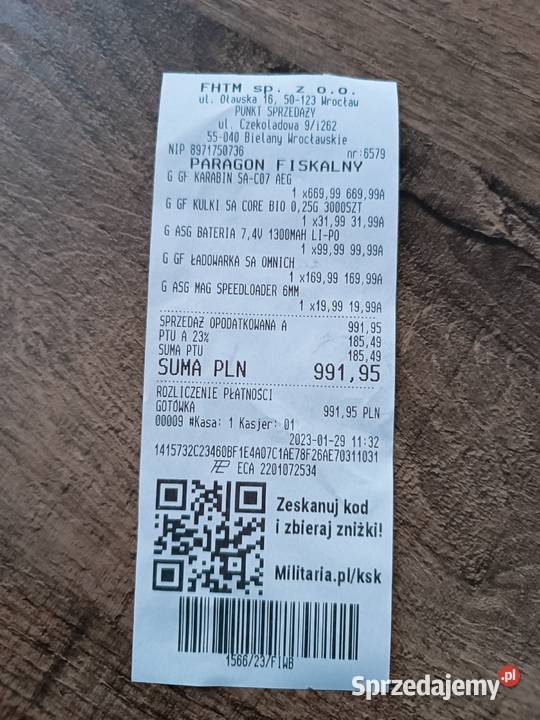 FHTM sp. z o.o.
ul. Oławska 16, 50-123 Wrocław
PUNKT SPRZEDAŻY
ul. Czekoladowa 9/i262
55-040 Bielany Wrocławskie
NIP 8971750736 nr:6579
PARAGON FISKALNY
G GF KARABIN SA-C07 AEG
1 x669,99 669,99A
G GF KULKI SA CORE BIO 0,25G 3000SZT
1 x31,99 31,99A
G ASG BATERIA 7,4V 1300MAH LI-PO
1 x99,99 99,99A
G GF ŁADOWARKA SA OMNICH
1 x169,99 169,99A
G ASG MAG SPEEDLOADER 6MM
1 x19,99 19,99A
SPRZEDAŻ OPODATKOWANA A 991,95
PTU A 23% 185,49
SUMA PTU 185,49
SUMA PLN 991,95
ROZLICZENIE PŁATNOŚCI
GOTÓWKA 991,95 PLN
00009 #Kasa: 1 Kasjer: 01
2023-01-29 11:32
1415732C23460BF1E4A07C1AE78F26AE70311031
ECA 2201072534
Zeskanuj kod
i zbieraj zniżki!
Militaria.pl/ksk
1566/23/FIWB
Sprzedajemy.pl